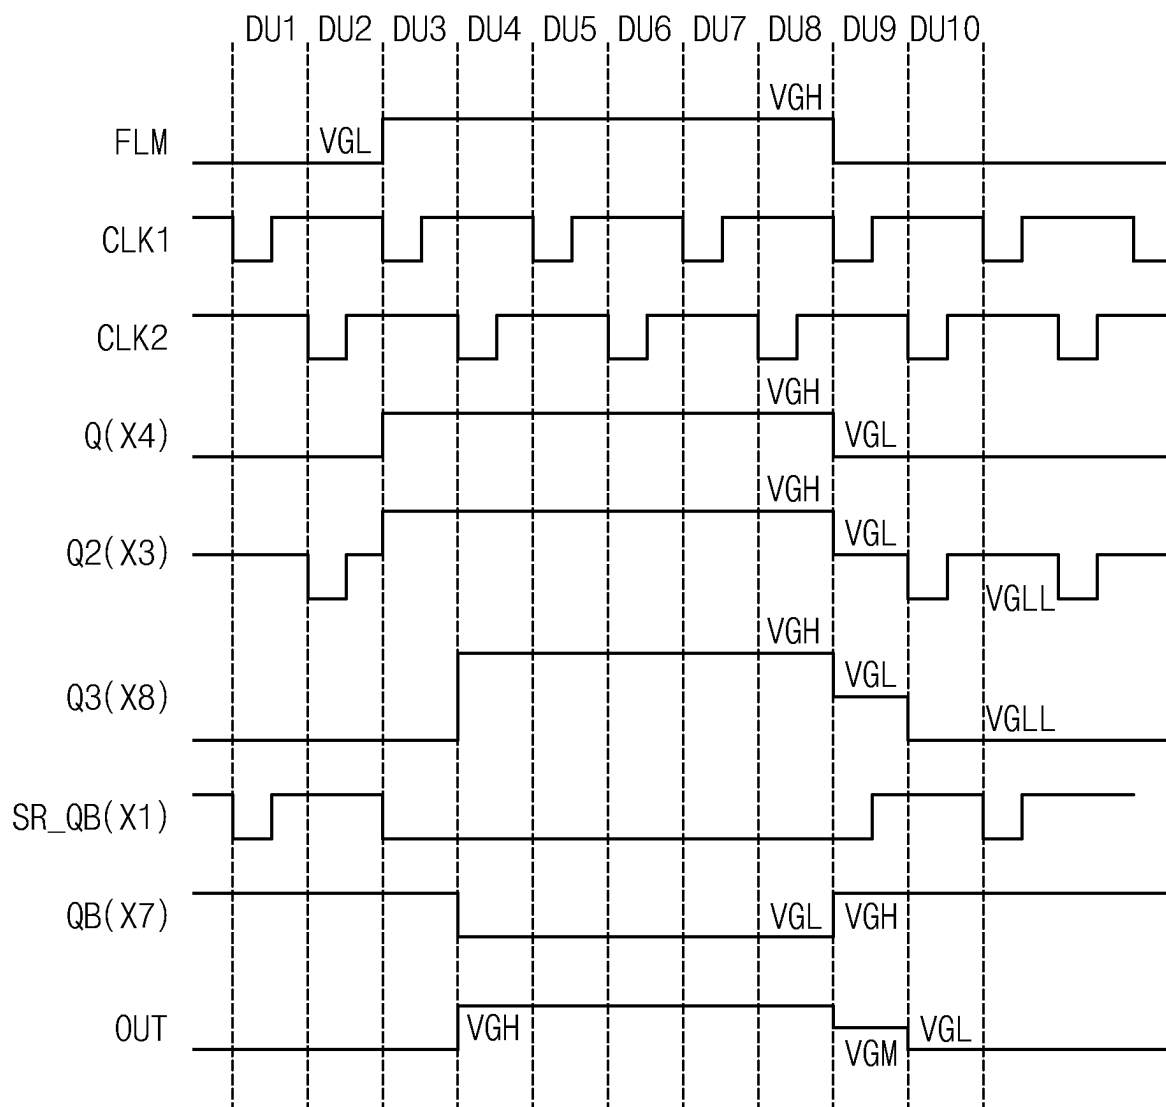 DU1 DU2 DU3 DU4 DU5 DU6 DU7 DU8 DU9 DU10
VGH
FLM VGL
CLK1
CLK2
VGH
Q(X4) VGL
VGH
Q2(X3) VGL
VGLL
VGH
Q3(X8) VGL
VGLL
SR_QB(X1)
QB(X7) VGL VGH
OUT VGH VGL
VGM